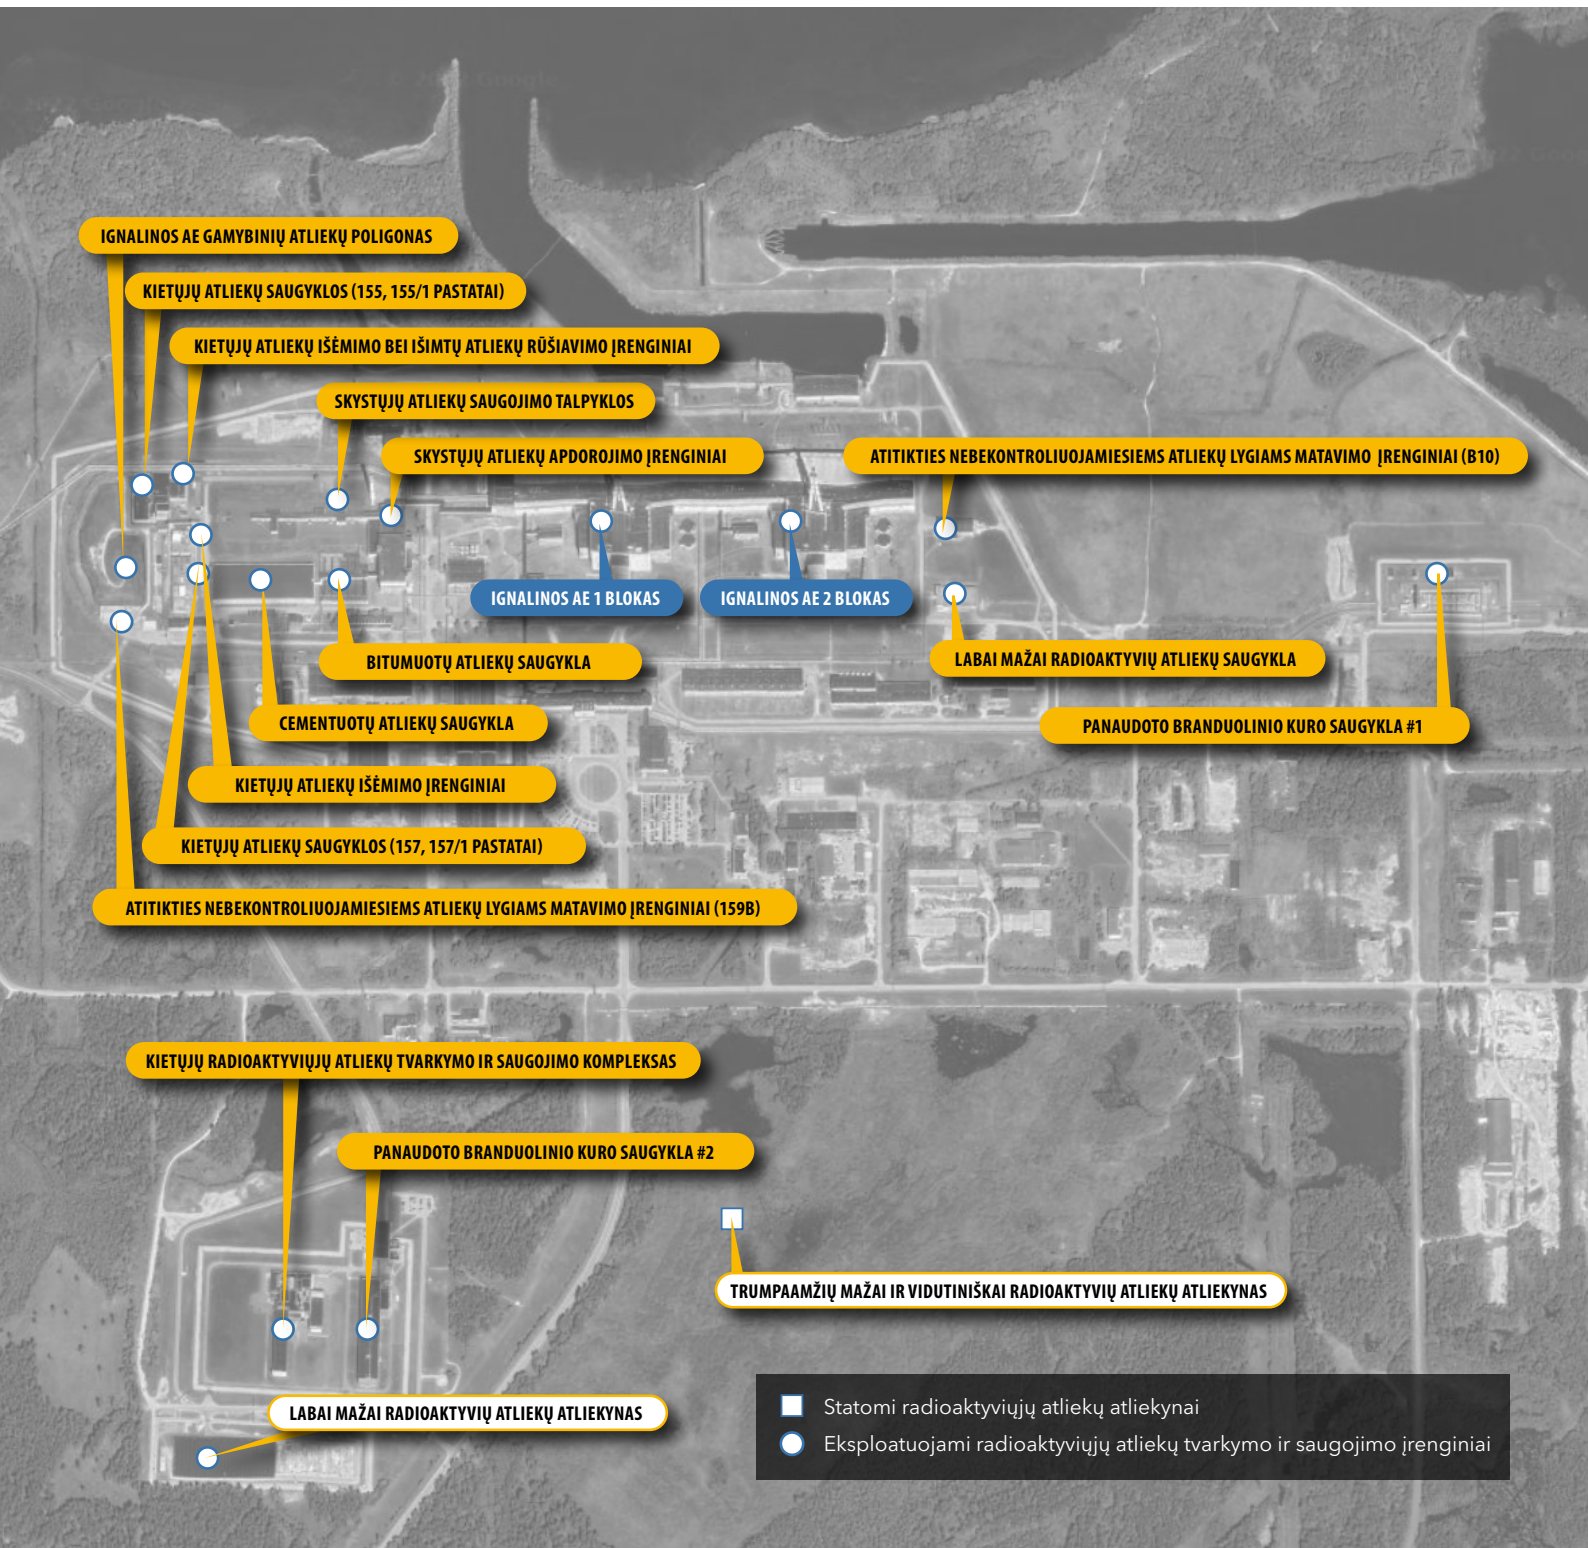 © 2022 Google
IGNALINOS AE GAMYBINIŲ ATLIEKŲ POLIGONAS
KIETŲJŲ ATLIEKŲ SAUGYKLOS (155, 155/1 PASTATAI)
KIETŲJŲ ATLIEKŲ IŠĖMIMO BEI IŠIMTŲ ATLIEKŲ RŪŠIAVIMO ĮRENGINIAI
SKYSTŲJŲ ATLIEKŲ SAUGOJIMO TALPYKLOS
SKYSTŲJŲ ATLIEKŲ APDOROJIMO ĮRENGINIAI
ATITIKTIES NEBEKONTROLIUOJAMIESIEMS ATLIEKŲ LYGIAMS MATAVIMO ĮRENGINIAI (B10)
IGNALINOS AE 1 BLOKAS
IGNALINOS AE 2 BLOKAS
BITUMUOTŲ ATLIEKŲ SAUGYKLA
LABAI MAŽAI RADIOAKTYVIŲ ATLIEKŲ SAUGYKLA
CEMENTUOTŲ ATLIEKŲ SAUGYKLA
PANAUDOTO BRANDUOLINIO KURO SAUGYKLA #1
KIETŲJŲ ATLIEKŲ IŠĖMIMO ĮRENGINIAI
KIETŲJŲ ATLIEKŲ SAUGYKLOS (157, 157/1 PASTATAI)
ATITIKTIES NEBEKONTROLIUOJAMIESIEMS ATLIEKŲ LYGIAMS MATAVIMO ĮRENGINIAI (159B)
KIETŲJŲ RADIOAKTYVIŲJŲ ATLIEKŲ TVARKYMO IR SAUGOJIMO KOMPLEKSAS
PANAUDOTO BRANDUOLINIO KURO SAUGYKLA #2
TRUMPAAMŽIŲ MAŽAI IR VIDUTINIŠKAI RADIOAKTYVIŲ ATLIEKŲ ATLIEKYNAS
LABAI MAŽAI RADIOAKTYVIŲ ATLIEKŲ ATLIEKYNAS
Statomi radioaktyviųjų atliekų atliekynai
Eksploatuojami radioaktyviųjų atliekų tvarkymo ir saugojimo įrenginiai